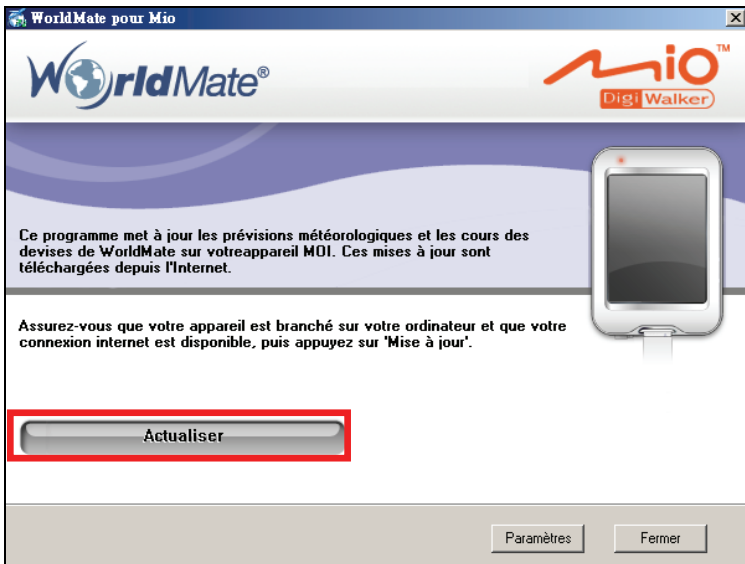 WorldMate pour Mio
WorldMate®
Mio™
DigiWalker
Ce programme met à jour les prévisions météorologiques et les cours des
devises de WorldMate sur votreappareil MOI. Ces mises à jour sont
téléchargées depuis l'Internet.
Assurez-vous que votre appareil est branché sur votre ordinateur et que votre
connexion internet est disponible, puis appuyez sur 'Mise à jour'.
Actualiser
Paramètres
Fermer